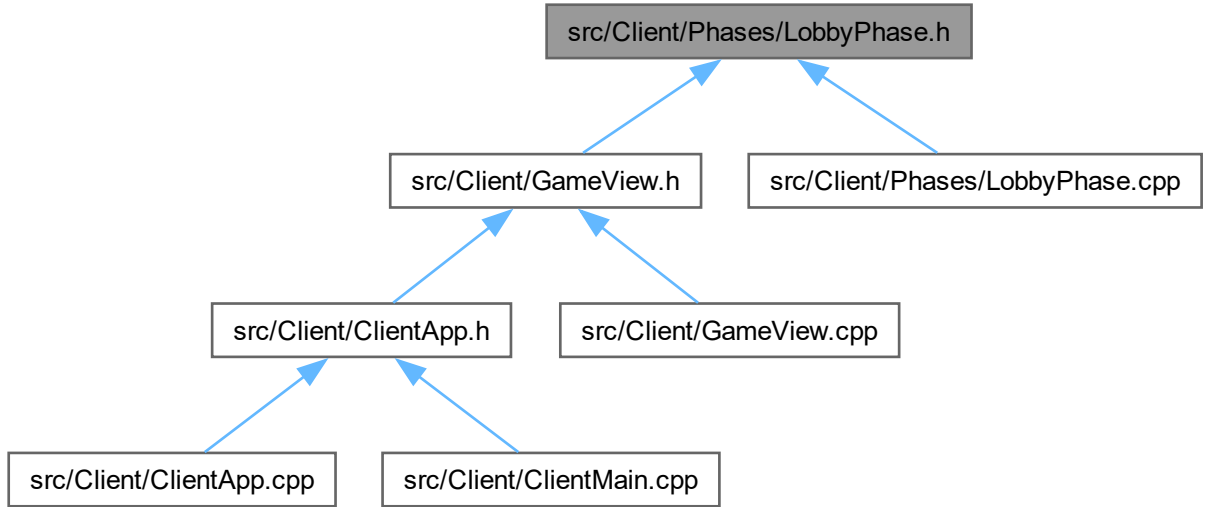 src/Client/Phases/LobbyPhase.h
src/Client/GameView.h
src/Client/Phases/LobbyPhase.cpp
src/Client/ClientApp.h
src/Client/GameView.cpp
src/Client/ClientApp.cpp
src/Client/ClientMain.cpp